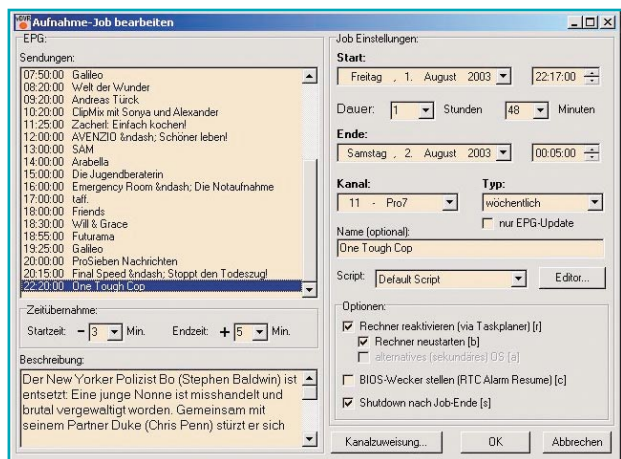 Aufnahme-Job bearbeiten
EPG:
Sendungen:
07:50:00 Galileo
08:20:00 Welt der Wunder
09:20:00 Andreas Türck
10:20:00 ClipMix mit Sonya und Alexander
11:25:00 Zacherl: Einfach kochen!
12:00:00 AVENZIO &ndash; Schöner leben!
13:00:00 SAM
14:00:00 Arabella
15:00:00 Die Jugendberaterin
16:00:00 Emergency Room &ndash; Die Notaufnahme
17:00:00 taff.
18:00:00 Friends
18:30:00 Will & Grace
18:55:00 Futurama
19:25:00 Galileo
20:00:00 ProSieben Nachrichten
20:15:00 Final Speed &ndash; Stoppt den Todeszug!
22:20:00 One Tough Cop
Zeitübernahme:
Startzeit: - 3 Min. Endzeit: + 5 Min.
Beschreibung:
Der New Yorker Polizist Bo (Stephen Baldwin) ist
entsetzt: Eine junge Nonne ist misshandelt und
brutal vergewaltigt worden. Gemeinsam mit
seinem Partner Duke (Chris Penn) stürzt er sich
Job Einstellungen:
Start:
Freitag , 1. August 2003 22:17:00
Dauer: 1 Stunden 48 Minuten
Ende:
Samstag , 2. August 2003 00:05:00
Kanal: Typ:
11 - Pro7 wöchentlich
nur EPG-Update
Name (optional):
One Tough Cop
Script: Default Script Editor...
Optionen:
Rechner reaktivieren (via Taskplaner) [r]
Rechner neustarten [b]
alternatives (sekundäres) OS [a]
BIOS-Wecker stellen (RTC Alarm Resume) [c]
Shutdown nach Job-Ende [s]
Kanalzuweisung... OK Abbrechen